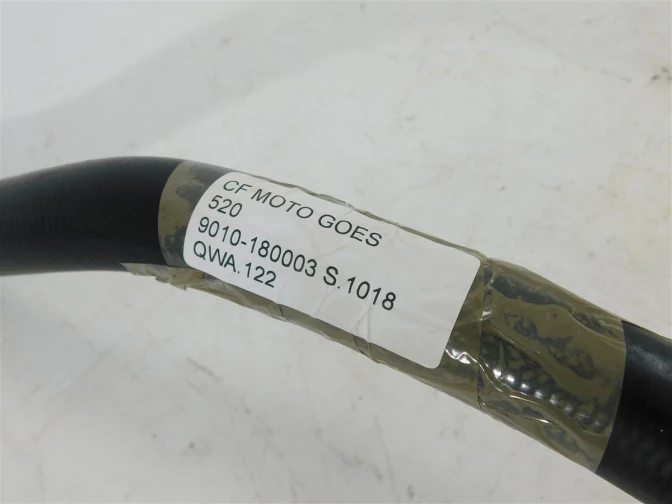 CF MOTO GOES
520
9010-180003 S.1018
QWA.122